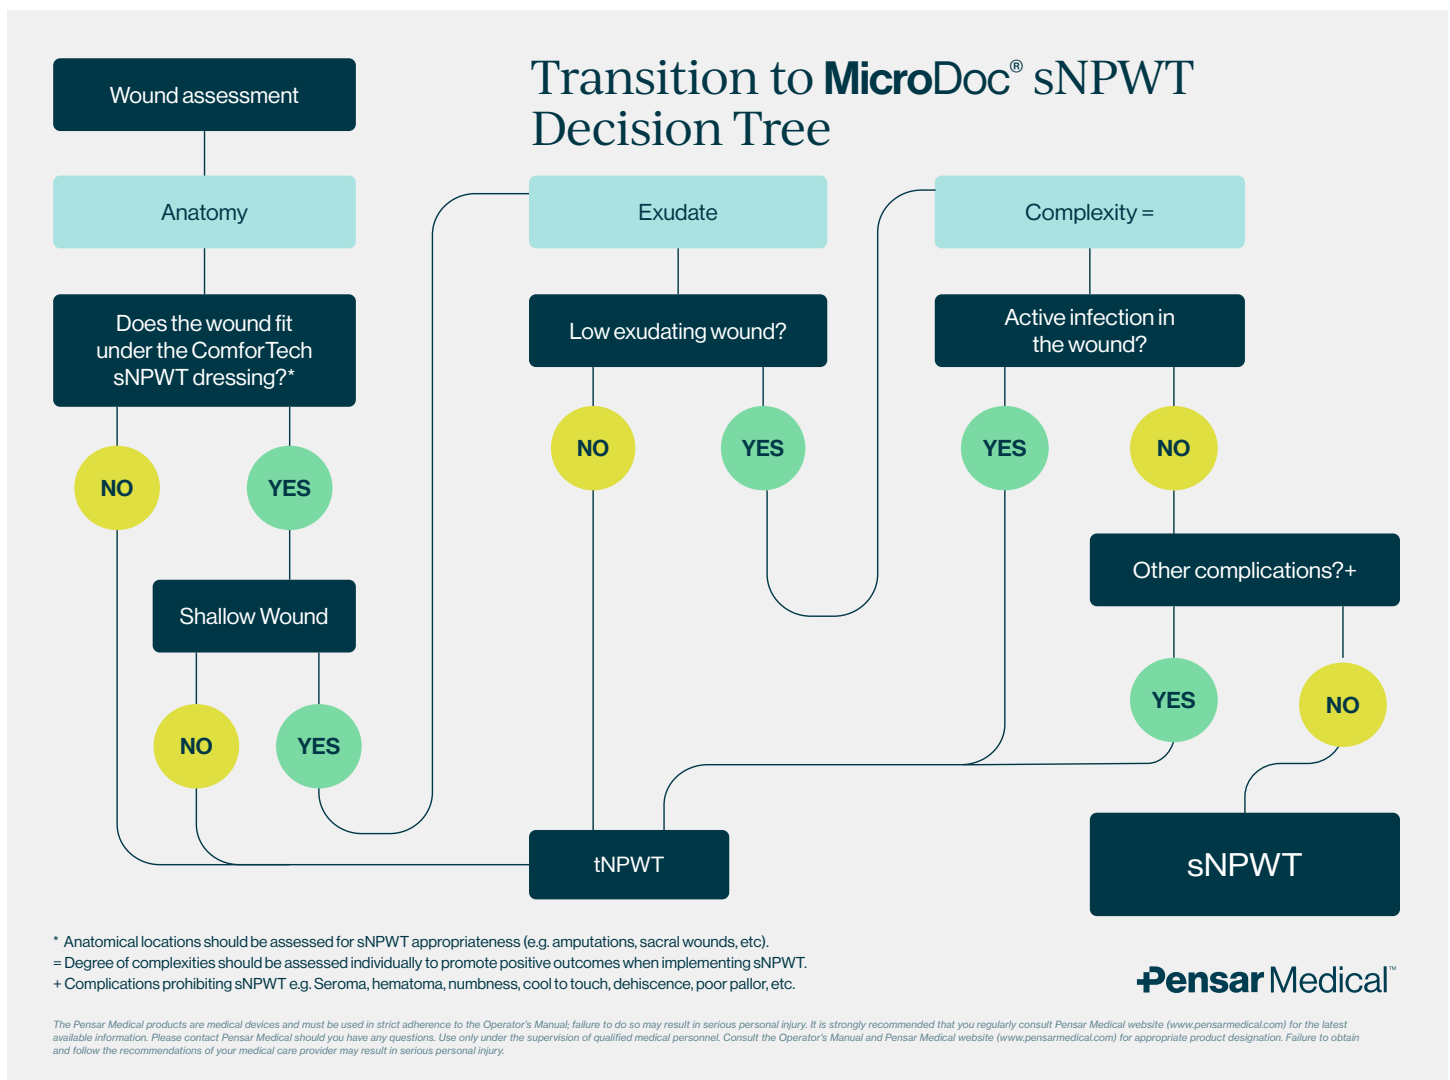 Transition to MicroDoc® sNPWT
Decision Tree
Wound assessment
Anatomy
Does the wound fit
under the ComforTech
sNPWT dressing?*
NO
YES
Shallow Wound
NO
YES
Exudate
Low exudating wound?
NO
YES
Complexity =
Active infection in
the wound?
YES
NO
Other complications?+
YES
NO
tNPWT
sNPWT
* Anatomical locations should be assessed for sNPWT appropriateness (e.g. amputations, sacral wounds, etc).
= Degree of complexities should be assessed individually to promote positive outcomes when implementing sNPWT.
+ Complications prohibiting sNPWT e.g. Seroma, hematoma, numbness, cool to touch, dehiscence, poor pallor, etc.
Pensar Medical™
The Pensar Medical products are medical devices and must be used in strict adherence to the Operator's Manual; failure to do so may result in serious personal injury. It is strongly recommended that you regularly consult Pensar Medical website (www.pensarmedical.com) for the latest
available information. Please contact Pensar Medical should you have any questions. Use only under the supervision of qualified medical personnel. Consult the Operator's Manual and Pensar Medical website (www.pensarmedical.com) for appropriate product designation. Failure to obtain
and follow the recommendations of your medical care provider may result in serious personal injury.